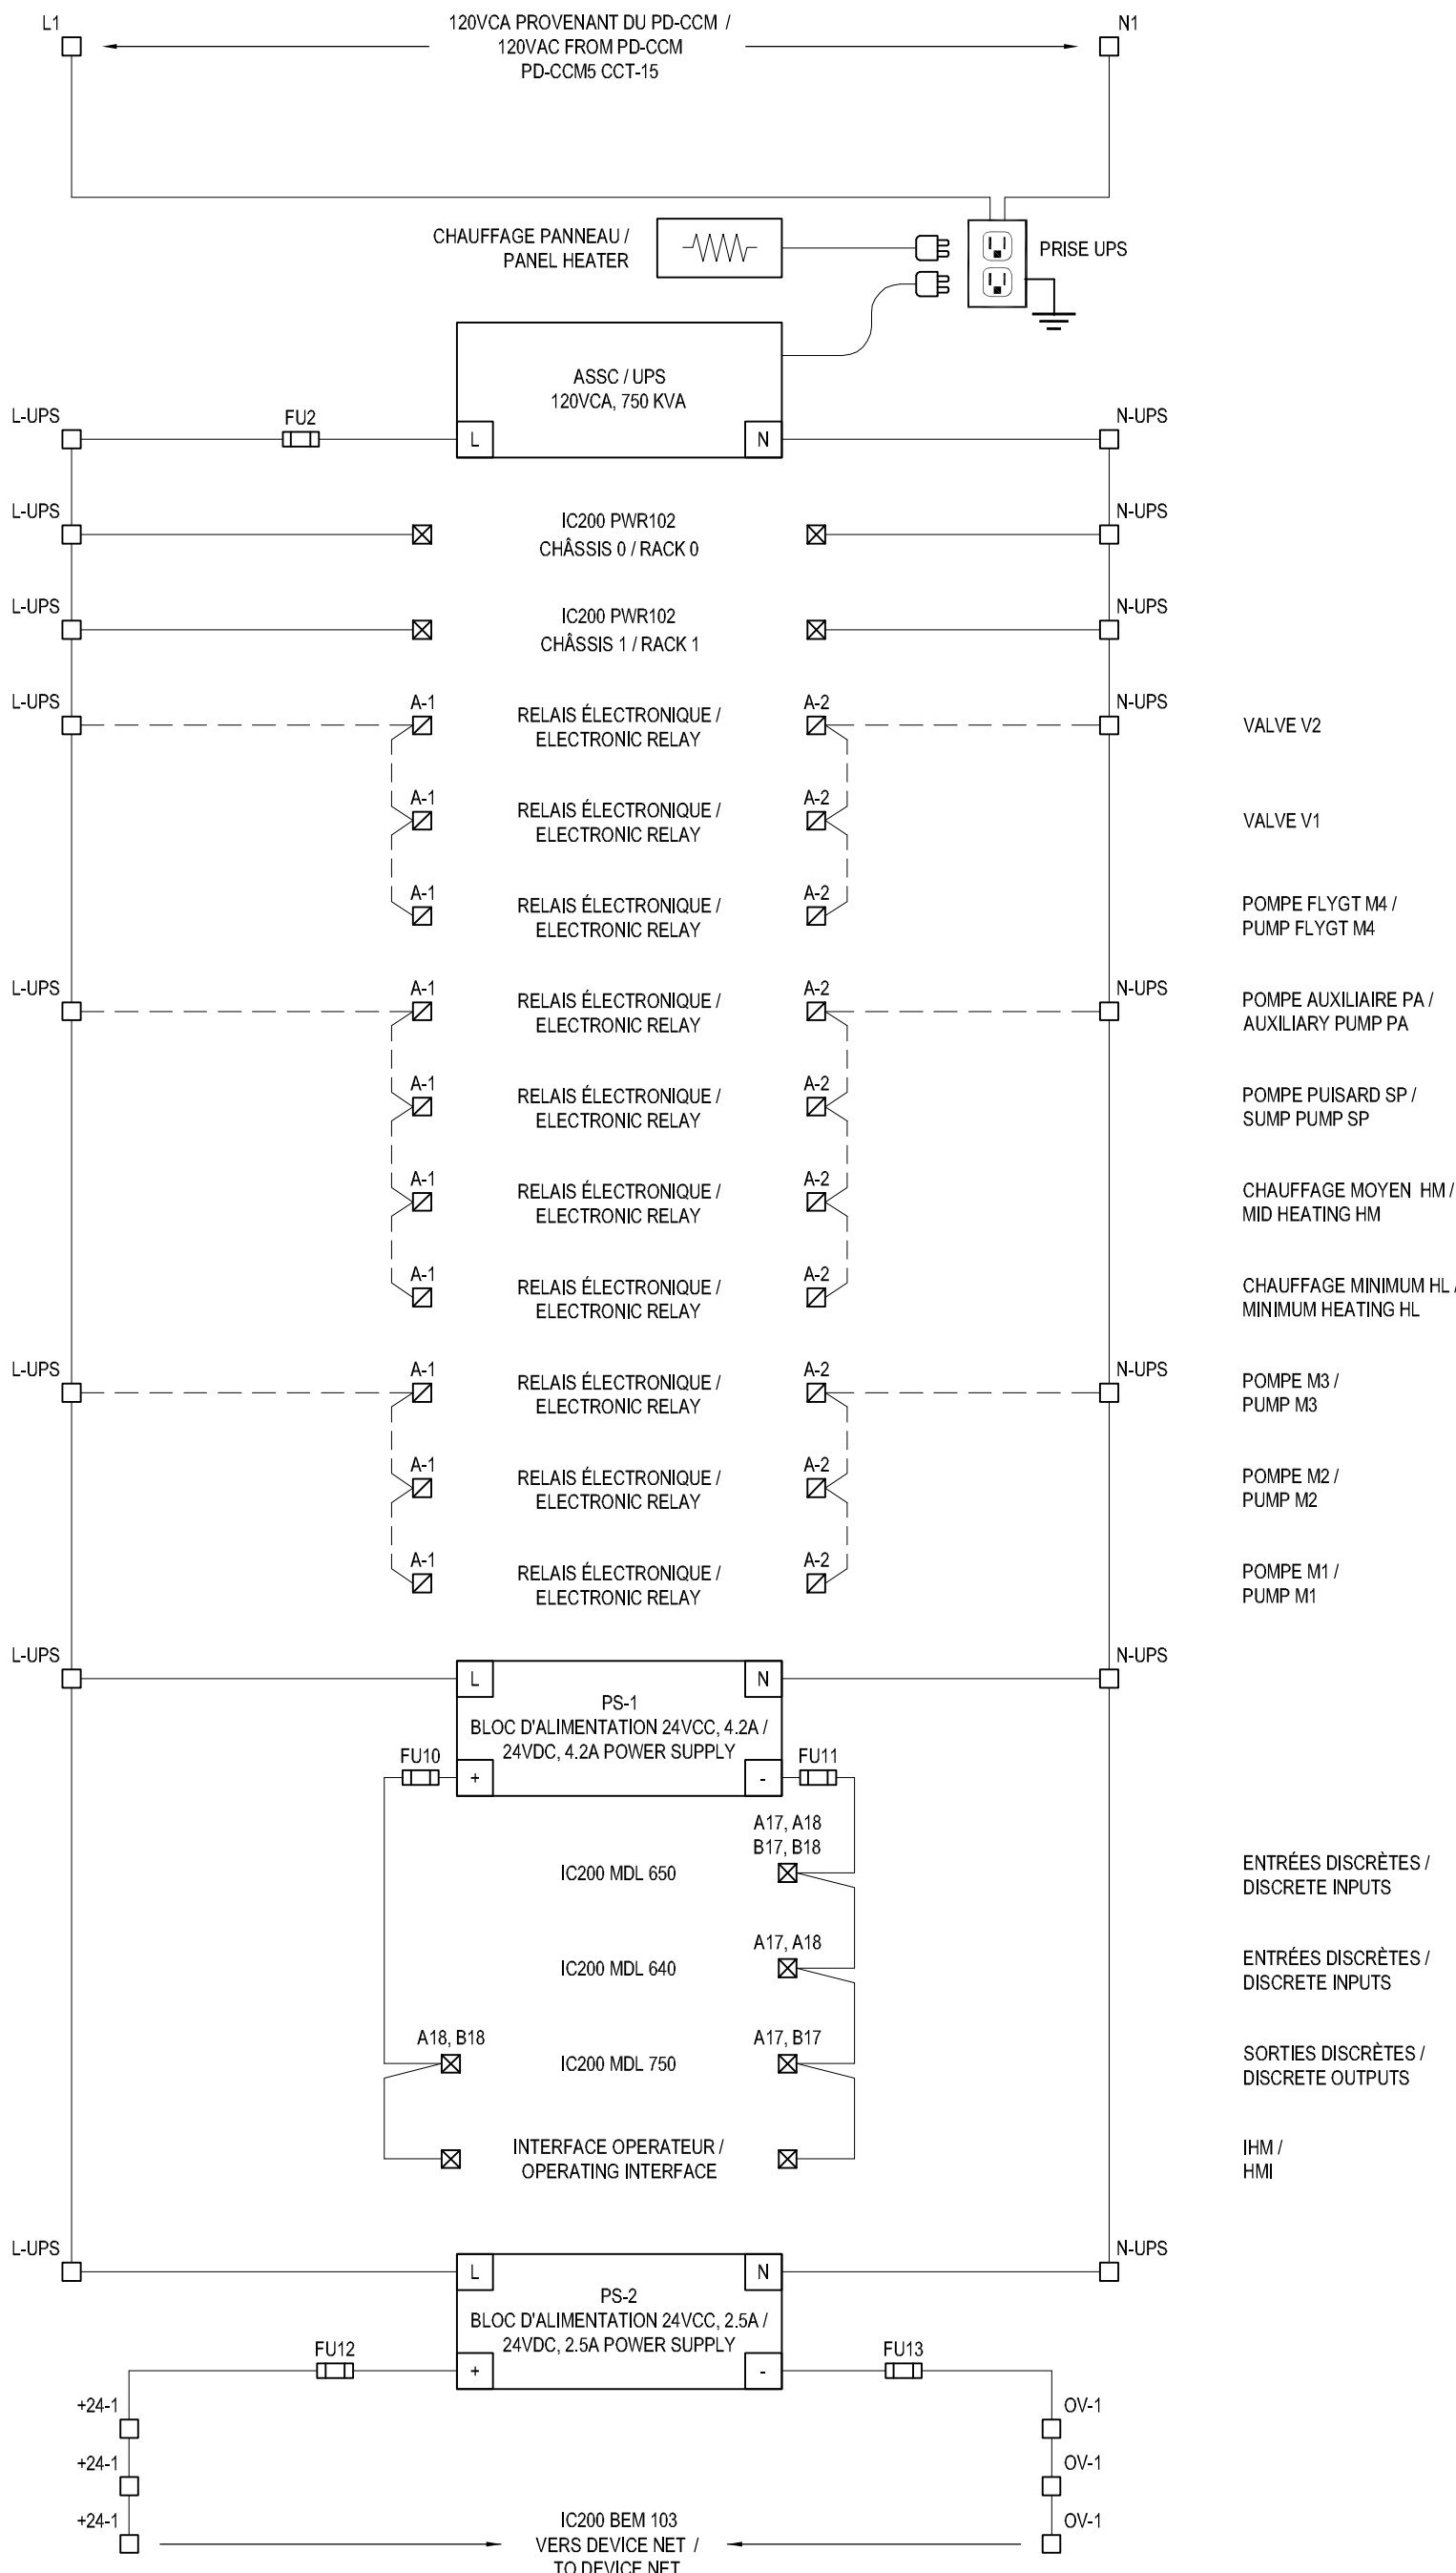 L1
120VCA PROVENANT DU PD-CCM /
120VAC FROM PD-CCM
PD-CCM5 CCT-15
N1
CHAUFFAGE PANNEAU /
PANEL HEATER
PRISE UPS
ASSC / UPS
120VCA, 750 KVA
L-UPS
FU2
L
N
N-UPS
L-UPS
IC200 PWR102
CHÂSSIS 0 / RACK 0
N-UPS
L-UPS
IC200 PWR102
CHÂSSIS 1 / RACK 1
N-UPS
L-UPS
A-1
RELAIS ÉLECTRONIQUE /
ELECTRONIC RELAY
A-2
N-UPS
VALVE V2
A-1
RELAIS ÉLECTRONIQUE /
ELECTRONIC RELAY
A-2
VALVE V1
A-1
RELAIS ÉLECTRONIQUE /
ELECTRONIC RELAY
A-2
POMPE FLYGT M4 /
PUMP FLYGT M4
L-UPS
A-1
RELAIS ÉLECTRONIQUE /
ELECTRONIC RELAY
A-2
N-UPS
POMPE AUXILIAIRE PA /
AUXILIARY PUMP PA
A-1
RELAIS ÉLECTRONIQUE /
ELECTRONIC RELAY
A-2
POMPE PUISARD SP /
SUMP PUMP SP
A-1
RELAIS ÉLECTRONIQUE /
ELECTRONIC RELAY
A-2
CHAUFFAGE MOYEN HM /
MID HEATING HM
A-1
RELAIS ÉLECTRONIQUE /
ELECTRONIC RELAY
A-2
CHAUFFAGE MINIMUM HL /
MINIMUM HEATING HL
L-UPS
A-1
RELAIS ÉLECTRONIQUE /
ELECTRONIC RELAY
A-2
N-UPS
POMPE M3 /
PUMP M3
A-1
RELAIS ÉLECTRONIQUE /
ELECTRONIC RELAY
A-2
POMPE M2 /
PUMP M2
A-1
RELAIS ÉLECTRONIQUE /
ELECTRONIC RELAY
A-2
POMPE M1 /
PUMP M1
L-UPS
L
N
N-UPS
PS-1
BLOC D'ALIMENTATION 24VCC, 4.2A /
24VDC, 4.2A POWER SUPPLY
FU10
+
-
FU11
A17, A18
B17, B18
IC200 MDL 650
ENTRÉES DISCRÈTES /
DISCRETE INPUTS
A17, A18
IC200 MDL 640
ENTRÉES DISCRÈTES /
DISCRETE INPUTS
A18, B18
IC200 MDL 750
A17, B17
SORTIES DISCRÈTES /
DISCRETE OUTPUTS
INTERFACE OPERATEUR /
OPERATING INTERFACE
IHM /
HMI
L-UPS
L
N
N-UPS
PS-2
BLOC D'ALIMENTATION 24VCC, 2.5A /
24VDC, 2.5A POWER SUPPLY
FU12
+
-
FU13
+24-1
OV-1
+24-1
OV-1
+24-1
OV-1
IC200 BEM 103
VERS DEVICE NET /
TO DEVICE NET